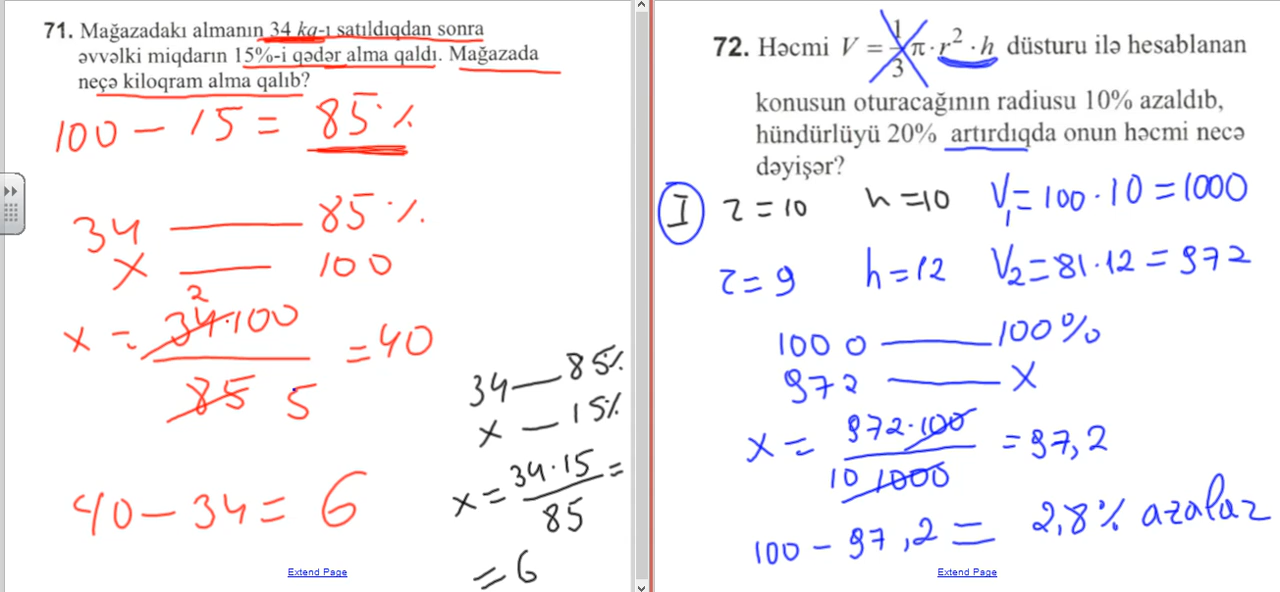 71. Mağazadakı almanın 34 kq-ı satıldıqdan sonra
əvvəlki miqdarın 15%-i qədər alma qaldı. Mağazada
neçə kiloqram alma qalıb?
100 - 15 = 85%
34 — 85%
x — 100
2
x = 34·100 / 85 5 = 40
40 - 34 = 6
34 — 85%
x — 15%
x = 34·15 / 85 =
= 6
Extend Page
72. Həcmi V = 1/3 π · r² · h düsturu ilə hesablanan
konusun oturacağının radiusu 10% azaldıb,
hündürlüyü 20% artırdıqda onun həcmi necə
dəyişər?
I r = 10 h = 10 V₁ = 100 · 10 = 1000
r = 9 h = 12 V₂ = 81 · 12 = 972
1000 — 100%
972 — x
x = 972·100 / 10 1000 = 97,2
100 - 97,2 = 2,8% azalar
Extend Page